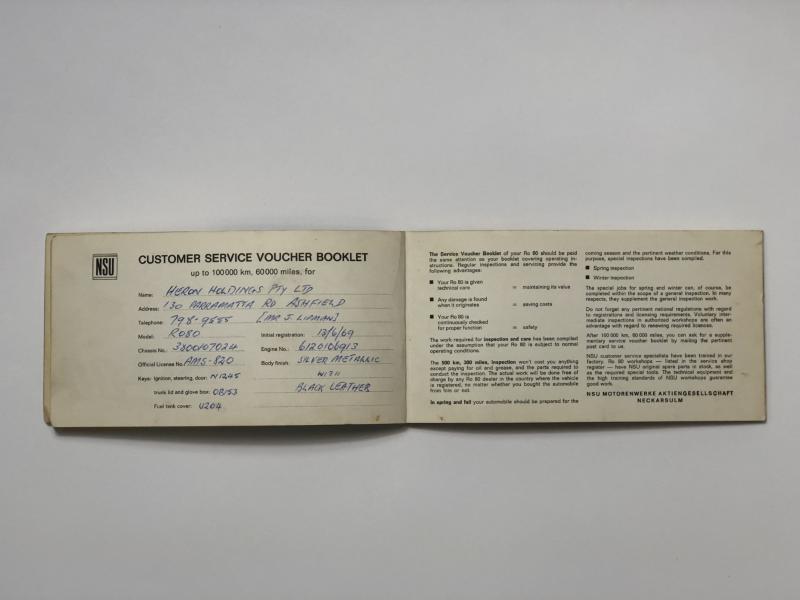 NSU
CUSTOMER SERVICE VOUCHER BOOKLET
up to 100000 km, 60000 miles, for
Name: HERON HOLDINGS PTY LTD
Address: 130 PARRAMATTA RD ASHFIELD
Telephone: 798-9555 [MR J. LIPMAN]
Model: RO80 Initial registration: 13/6/69
Chassis No.: 3800107024 Engine No.: 6120106913
Official License No.: AMS-820 Body finish: SILVER METALLIC
Keys: ignition, steering, door: N1245
trunk lid and glove box: OB/53 BLACK LEATHER
Fuel tank cover: U204
The Service Voucher Booklet of your Ro 80 should be paid
the same attention as your booklet covering operating in-
structions. Regular inspections and servicing provide the
following advantages:
■ Your Ro 80 is given
technical care = maintaining its value
■ Any damage is found
when it originates = saving costs
■ Your Ro 80 is
continuously checked
for proper function = safety
The work required for inspection and care has been compiled
under the assumption that your Ro 80 is subject to normal
operating conditions.
The 500 km, 300 miles, inspection won't cost you anything
except paying for oil and grease, and the parts required to
conduct the inspection. The actual work will be done free of
charge by any Ro 80 dealer in the country where the vehicle
is registered, no matter whether you bought the automobile
from him or not.
In spring and fall your automobile should be prepared for the
coming season and the pertinent weather conditions. For this
purpose, special inspections have been compiled.
■ Spring inspection
■ Winter inspection
The special jobs for spring and winter can, of course, be
completed within the scope of a general inspection. In many
respects, they supplement the general inspection work.
Do not forget any pertinent national regulations with regard
to registrations and licensing requirements. Voluntary inter-
mediate inspections in authorized workshops are often an
advantage with regard to renewing required licences.
After 100 000 km, 60 000 miles, you can ask for a supple-
mentary service voucher booklet by mailing the pertinent
post card to us.
NSU customer service specialists have been trained in our
factory. Ro 80 workshops — listed in the service shop
register — have NSU original spare parts in stock, as well
as the required special tools. The technical equipment and
the high training standards of NSU workshops guarantee
good work.
NSU MOTORENWERKE AKTIENGESELLSCHAFT
NECKARSULM